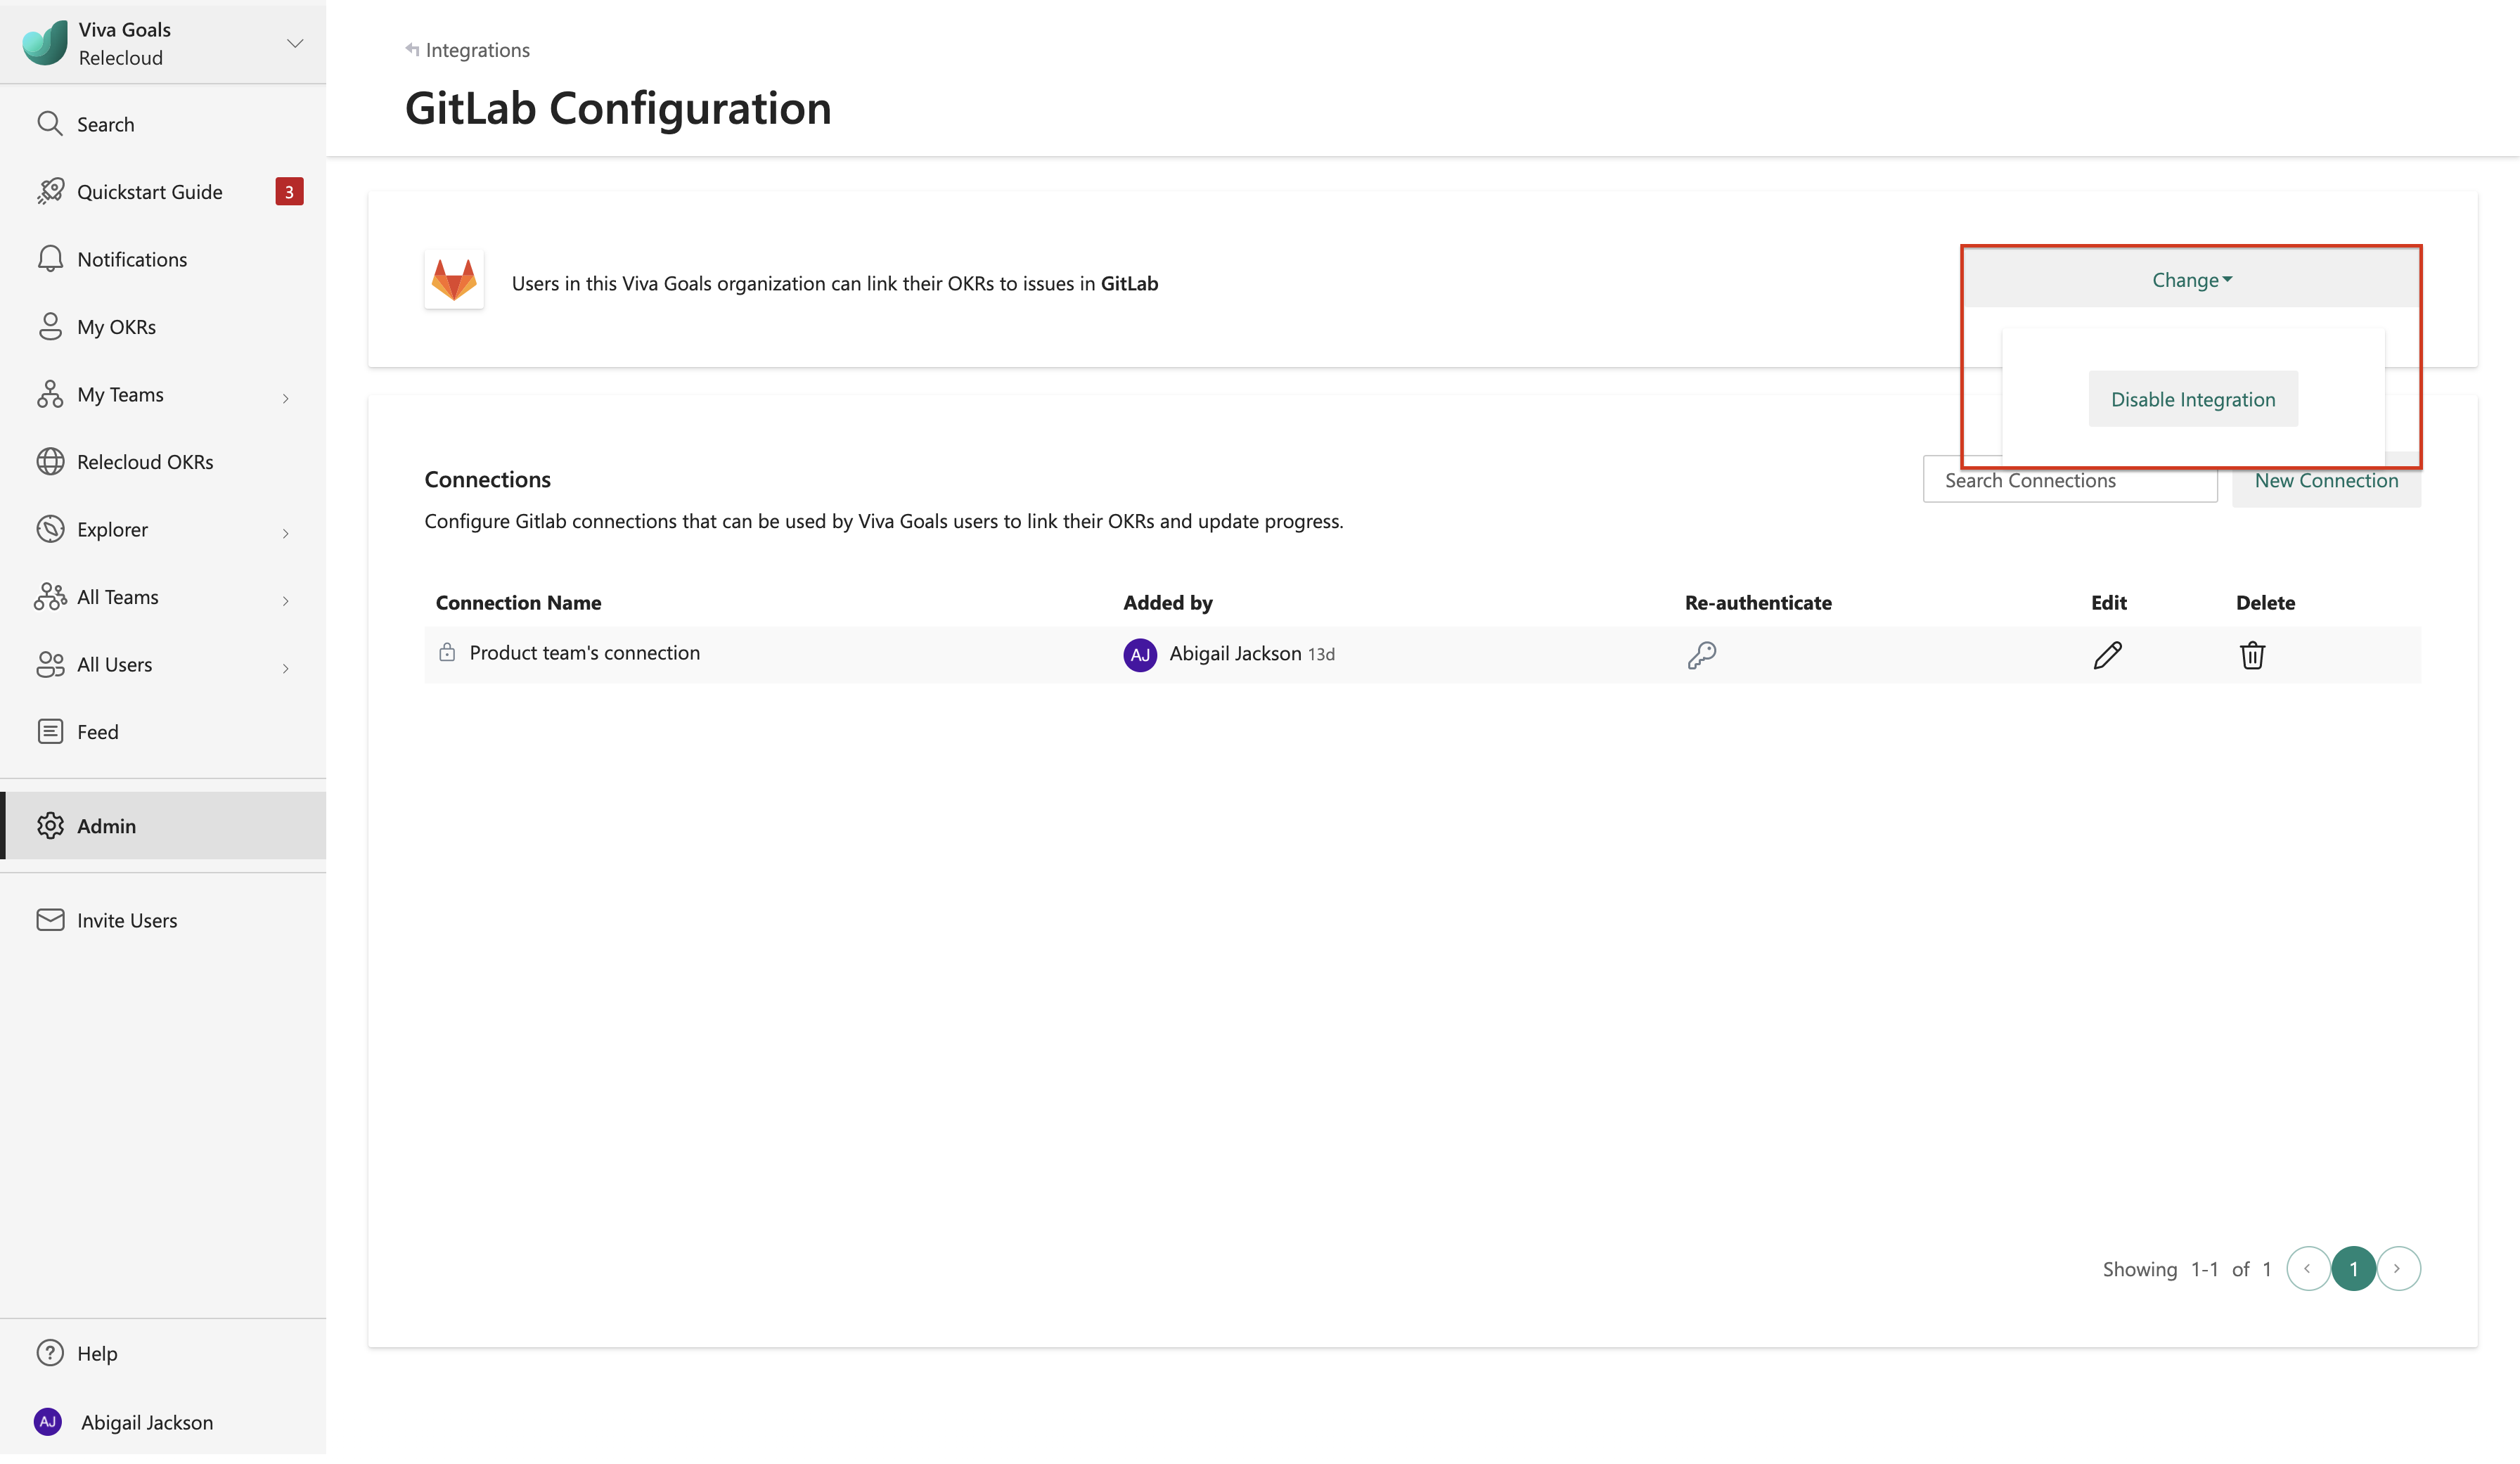 Viva Goals
Relecloud
Search
Quickstart Guide 3
Notifications
My OKRs
My Teams
Relecloud OKRs
Explorer
All Teams
All Users
Feed
Admin
Invite Users
Help
AJ Abigail Jackson
Integrations
GitLab Configuration
Users in this Viva Goals organization can link their OKRs to issues in GitLab
Change
Disable Integration
Connections
Search Connections
New Connection
Configure Gitlab connections that can be used by Viva Goals users to link their OKRs and update progress.
Connection Name Added by Re-authenticate Edit Delete
Product team's connection AJ Abigail Jackson 13d
Showing 1-1 of 1 1